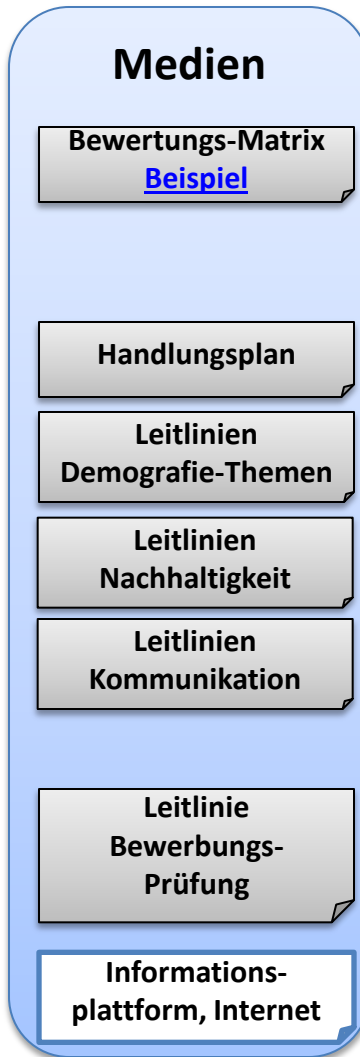 Medien
Bewertungs-Matrix
Beispiel
Handlungsplan
Leitlinien
Demografie-Themen
Leitlinien
Nachhaltigkeit
Leitlinien
Kommunikation
Leitlinie
Bewerbungs-
Prüfung
Informations-
plattform, Internet